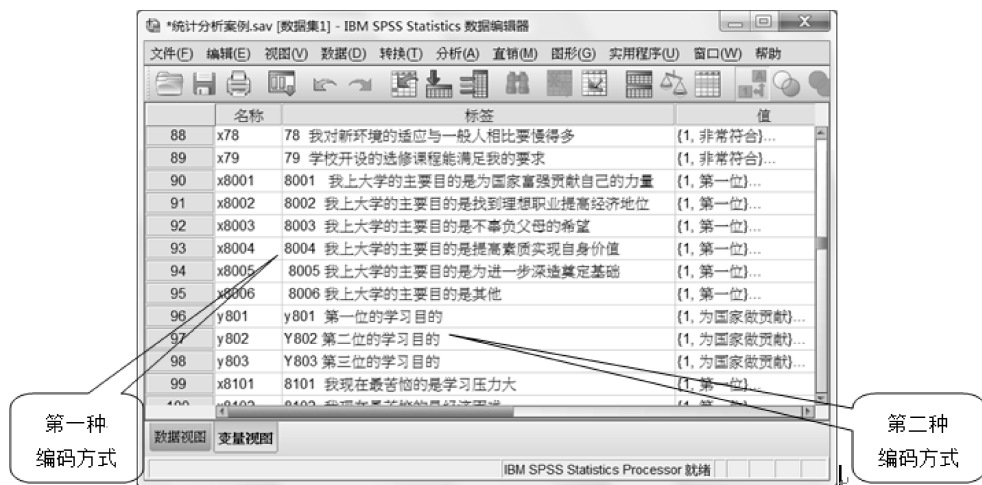 *统计分析案例.sav [数据集1] - IBM SPSS Statistics 数据编辑器
文件(F) 编辑(E) 视图(V) 数据(D) 转换(T) 分析(A) 直销(M) 图形(G) 实用程序(U) 窗口(W) 帮助
名称 标签 值
88 x78 78 我对新环境的适应与一般人相比要慢得多 {1, 非常符合}...
89 x79 79 学校开设的选修课程能满足我的要求 {1, 非常符合}...
90 x8001 8001 我上大学的主要目的是为国家富强贡献自己的力量 {1, 第一位}...
91 x8002 8002 我上大学的主要目的是找到理想职业提高经济地位 {1, 第一位}...
92 x8003 8003 我上大学的主要目的是不辜负父母的希望 {1, 第一位}...
93 x8004 8004 我上大学的主要目的是提高素质实现自身价值 {1, 第一位}...
94 x8005 8005 我上大学的主要目的是为进一步深造奠定基础 {1, 第一位}...
95 x8006 8006 我上大学的主要目的是其他 {1, 第一位}...
96 y801 y801 第一位的学习目的 {1, 为国家做贡献}...
97 y802 Y802 第二位的学习目的 {1, 为国家做贡献}...
98 y803 Y803 第三位的学习目的 {1, 为国家做贡献}...
99 x8101 8101 我现在最苦恼的是学习压力大 {1, 第一位}...
第一种
编码方式
第二种
编码方式
数据视图 变量视图
IBM SPSS Statistics Processor 就绪